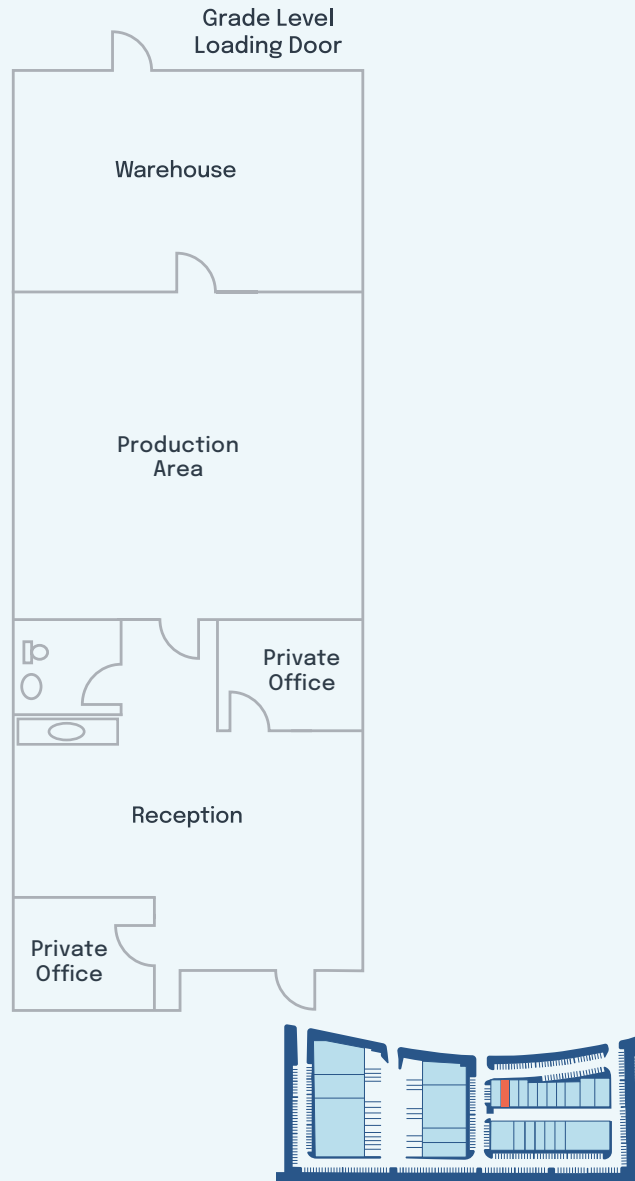 Grade Level
Loading Door
Warehouse
Production
Area
Private
Office
Reception
Private
Office